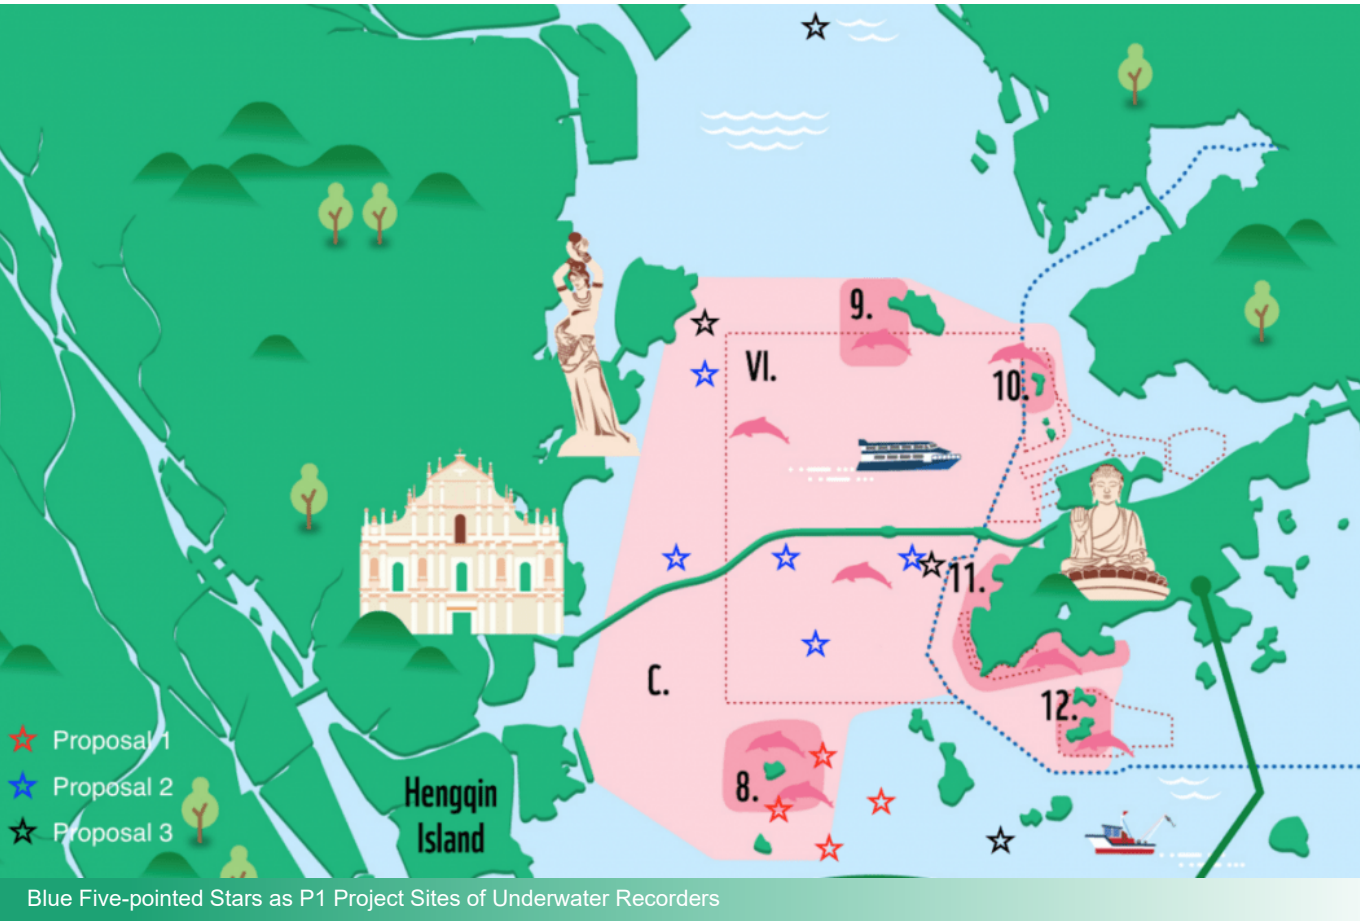 9.
VI.
10.
11.
C.
12.
Proposal 1
8.
Proposal 2
Hengqin
Island
Proposal 3
Blue Five-pointed Stars as P1 Project Sites of Underwater Recorders